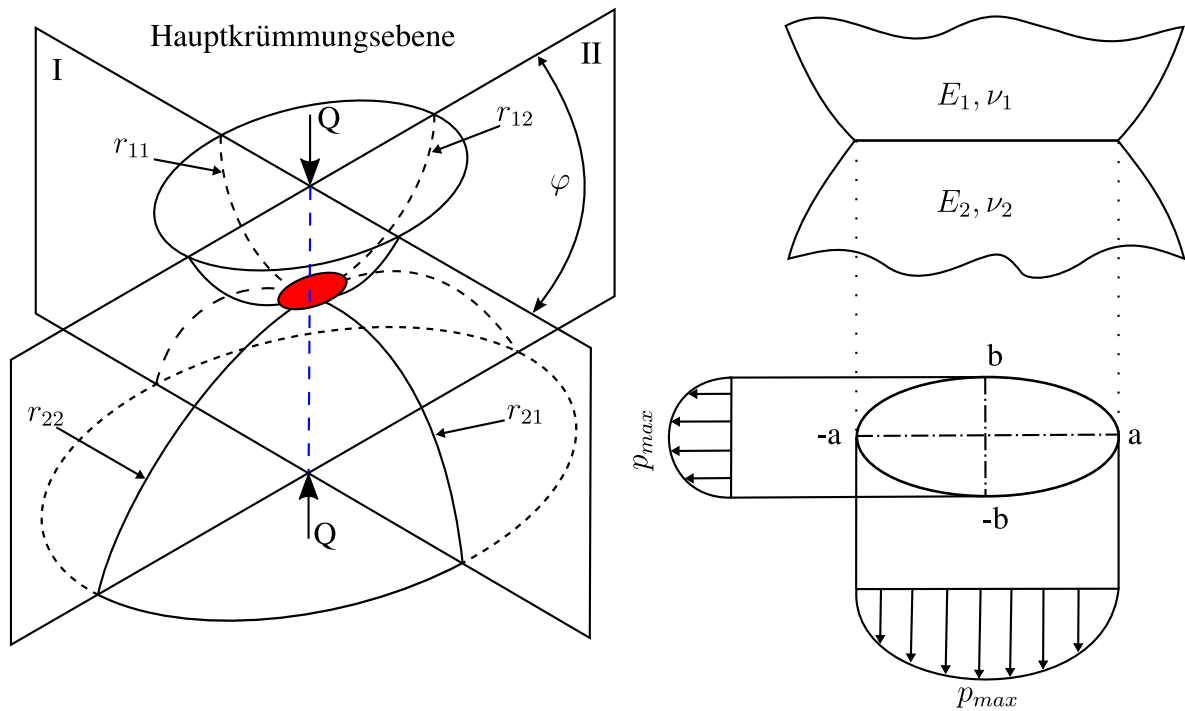 Hauptkrümmungsebene
I
II
Q
r₁₁
r₁₂
φ
r₂₂
r₂₁
Q
E₁, ν₁
E₂, ν₂
b
-a
a
-b
pₘₐₓ
pₘₐₓ